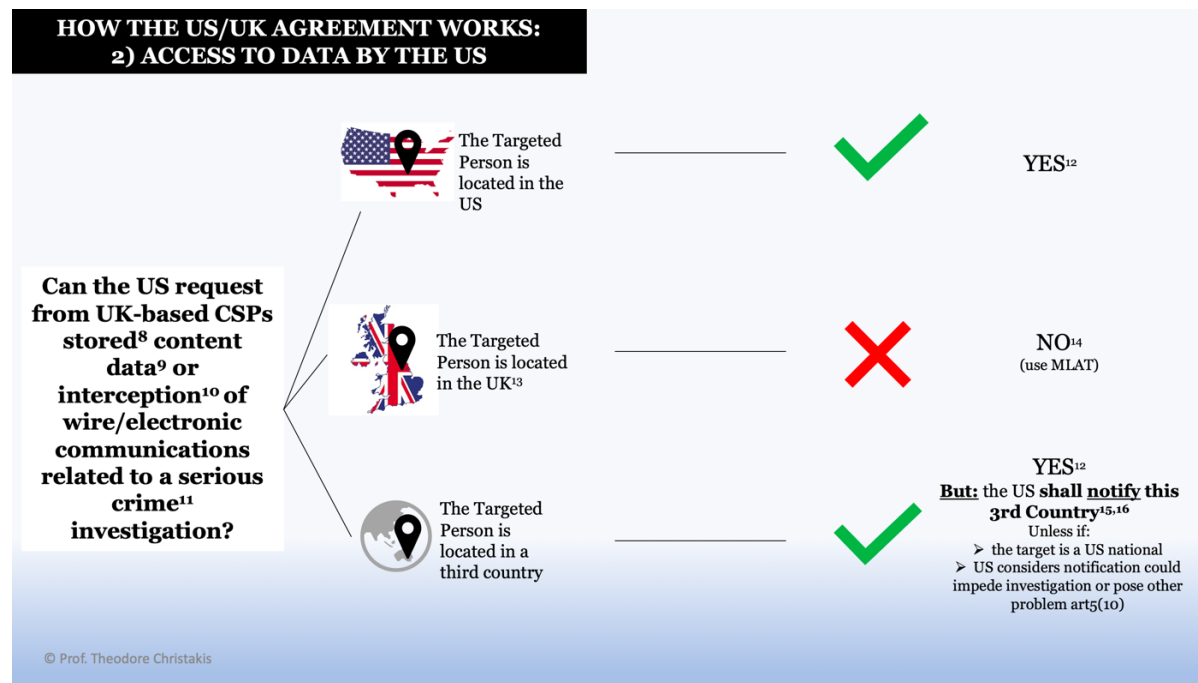 HOW THE US/UK AGREEMENT WORKS:
2) ACCESS TO DATA BY THE US
Can the US request
from UK-based CSPs
stored⁸ content
data⁹ or
interception¹⁰ of
wire/electronic
communications
related to a serious
crime¹¹
investigation?
The Targeted
Person is
located in the
US
YES¹²
The Targeted
Person is located
in the UK¹³
NO¹⁴
(use MLAT)
The Targeted
Person is
located in a
third country
YES¹²
But: the US shall notify this
3rd Country¹⁵,¹⁶
Unless if:
➢ the target is a US national
➢ US considers notification could
impede investigation or pose other
problem art5(10)
© Prof. Theodore Christakis